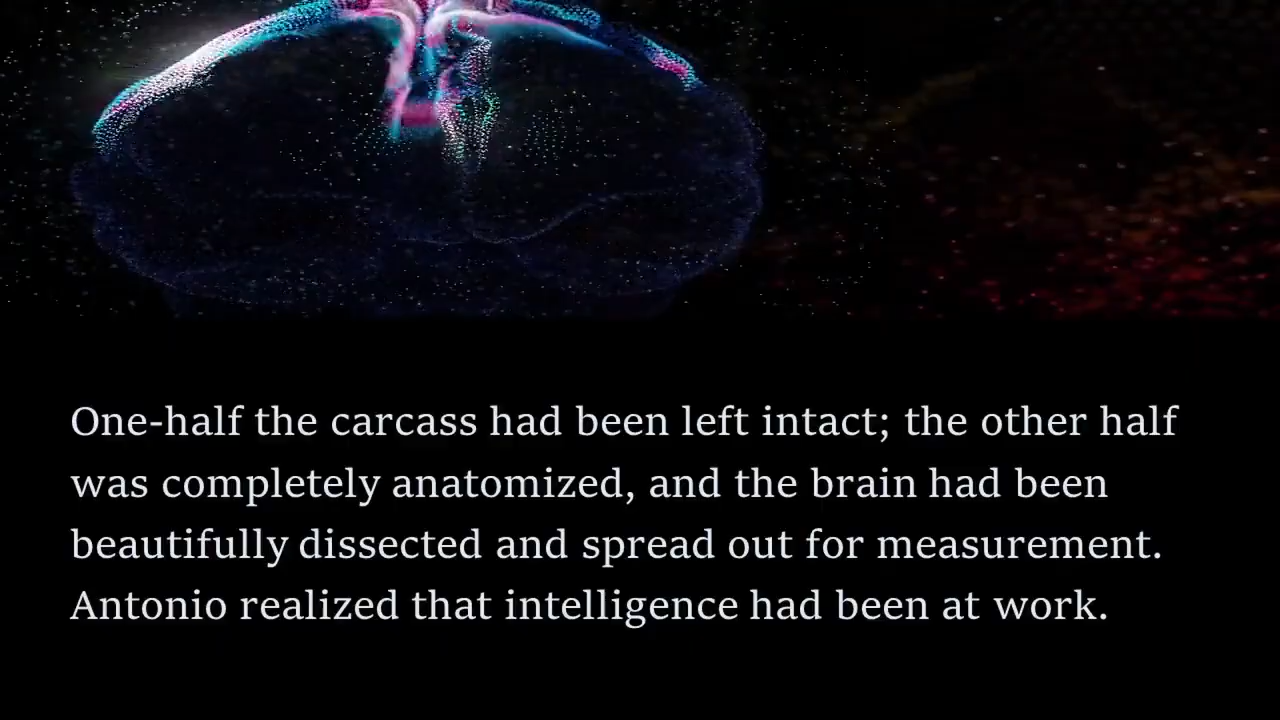 One-half the carcass had been left intact; the other half
was completely anatomized, and the brain had been
beautifully dissected and spread out for measurement.
Antonio realized that intelligence had been at work.